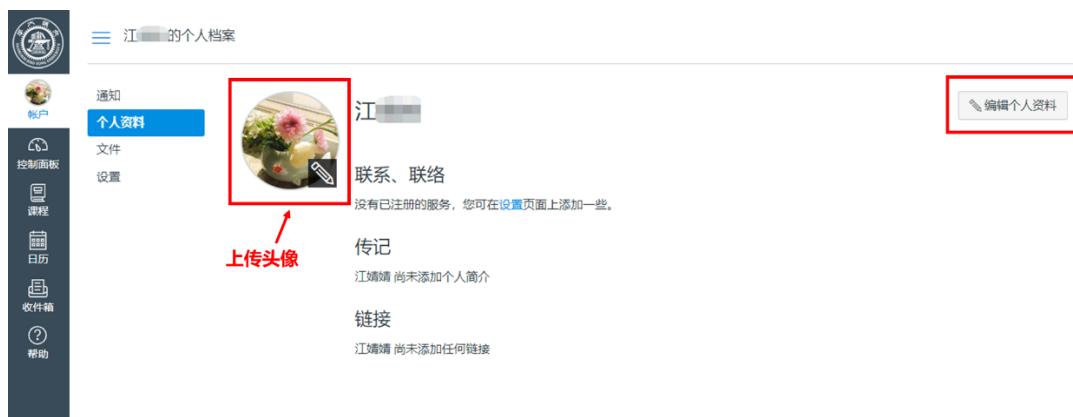 江 的个人档案
帐户
控制面板
课程
日历
收件箱
帮助
通知
个人资料
文件
设置
上传头像
江
编辑个人资料
联系、联络
没有已注册的服务，您可在设置页面上添加一些。
传记
江婧婧 尚未添加个人简介
链接
江婧婧 尚未添加任何链接